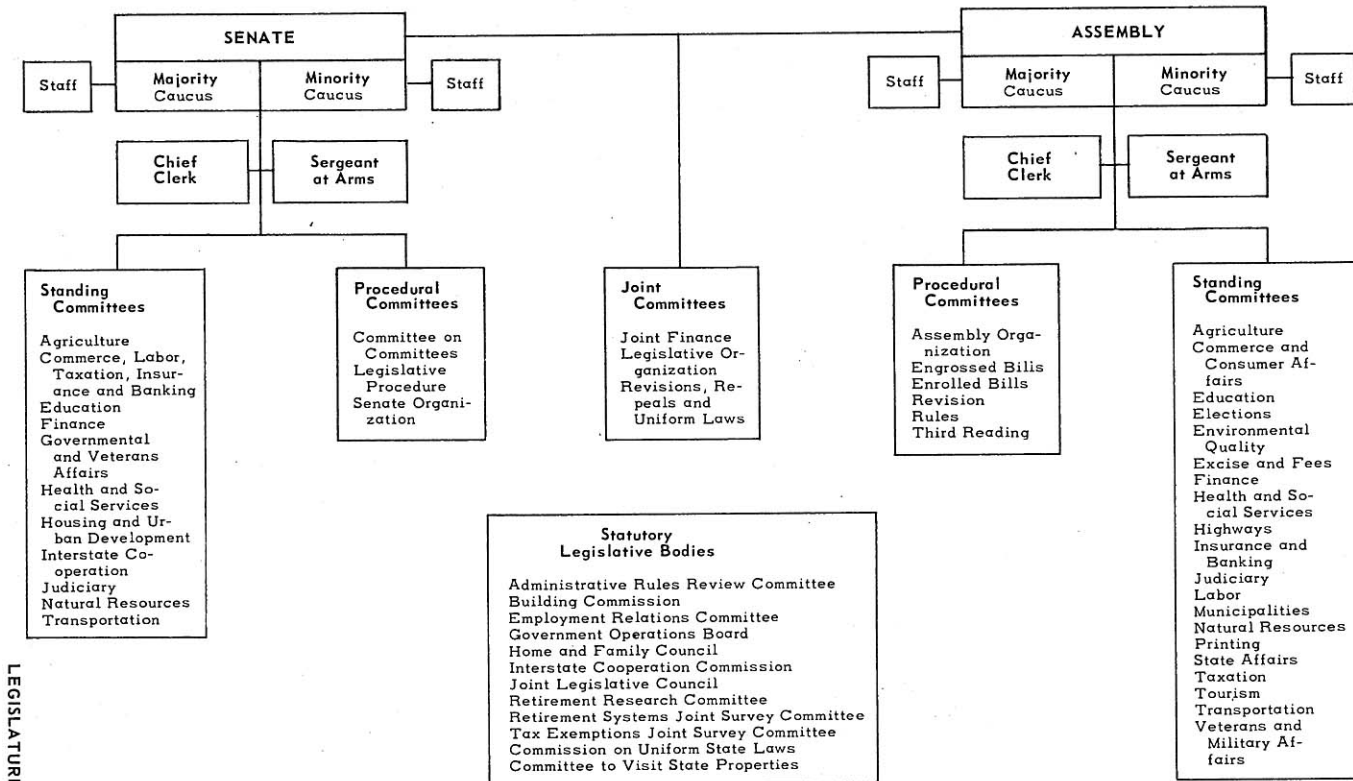 SENATE
Majority
Caucus
Minority
Caucus
Staff
Staff
Chief
Clerk
Sergeant
at Arms
ASSEMBLY
Majority
Caucus
Minority
Caucus
Staff
Staff
Chief
Clerk
Sergeant
at Arms
Standing
Committees
Agriculture
Commerce, Labor,
Taxation, Insur-
ance and Banking
Education
Finance
Governmental
and Veterans
Affairs
Health and So-
cial Services
Housing and Ur-
ban Development
Interstate Co-
operation
Judiciary
Natural Resources
Transportation
Procedural
Committees
Committee on
Committees
Legislative
Procedure
Senate Organi-
zation
Joint
Committees
Joint Finance
Legislative Or-
ganization
Revisions, Re-
peals and
Uniform Laws
Procedural
Committees
Assembly Orga-
nization
Engrossed Bills
Enrolled Bills
Revision
Rules
Third Reading
Standing
Committees
Agriculture
Commerce and
Consumer Af-
fairs
Education
Elections
Environmental
Quality
Excise and Fees
Finance
Health and So-
cial Services
Highways
Insurance and
Banking
Judiciary
Labor
Municipalities
Natural Resources
Printing
State Affairs
Taxation
Tourism
Transportation
Veterans and
Military Af-
fairs
Statutory
Legislative Bodies
Administrative Rules Review Committee
Building Commission
Employment Relations Committee
Government Operations Board
Home and Family Council
Interstate Cooperation Commission
Joint Legislative Council
Retirement Research Committee
Retirement Systems Joint Survey Committee
Tax Exemptions Joint Survey Committee
Commission on Uniform State Laws
Committee to Visit State Properties